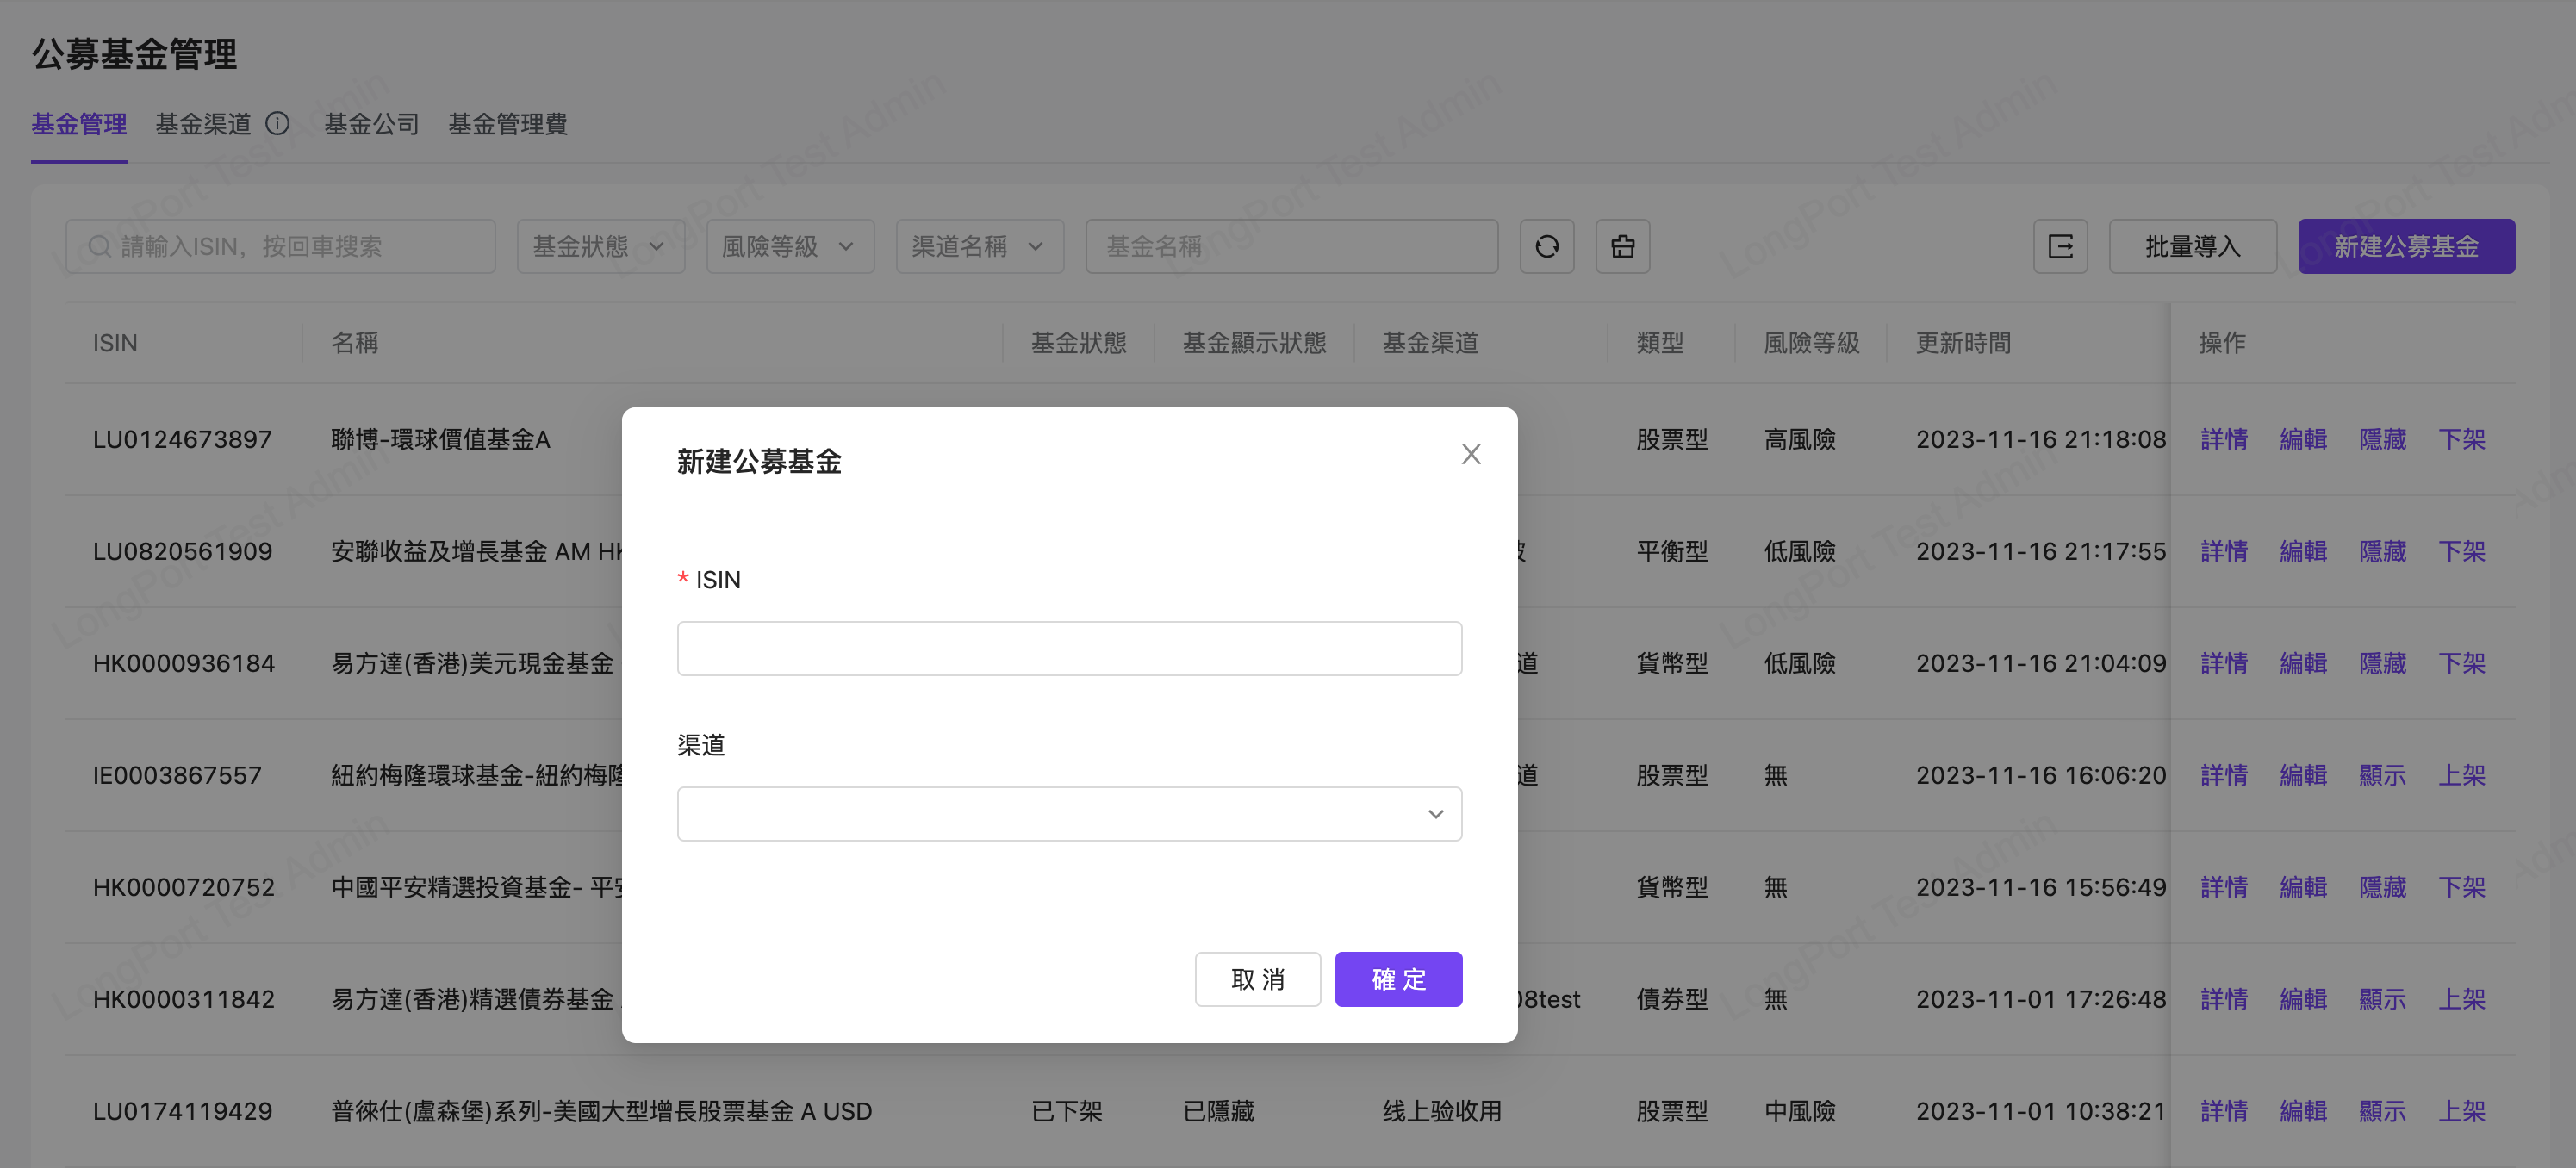 公募基金管理
基金管理 基金渠道 基金公司 基金管理費
請輸入ISIN，按回車搜索 基金狀態 風險等級 渠道名稱 基金名稱 批量導入 新建公募基金
ISIN 名稱 基金狀態 基金顯示狀態 基金渠道 類型 風險等級 更新時間 操作
LU0124673897 聯博-環球價值基金A 股票型 高風險 2023-11-16 21:18:08 詳情 編輯 隱藏 下架
LU0820561909 安聯收益及增長基金 AM 平衡型 低風險 2023-11-16 21:17:55 詳情 編輯 隱藏 下架
HK0000936184 易方達(香港)美元現金基金 道 貨幣型 低風險 2023-11-16 21:04:09 詳情 編輯 隱藏 下架
IE0003867557 紐約梅隆環球基金-紐約梅隆 道 股票型 無 2023-11-16 16:06:20 詳情 編輯 顯示 上架
HK0000720752 中國平安精選投資基金- 平安 貨幣型 無 2023-11-16 15:56:49 詳情 編輯 隱藏 下架
HK0000311842 易方達(香港)精選債券基金 08test 債券型 無 2023-11-01 17:26:48 詳情 編輯 顯示 上架
LU0174119429 普徠仕(盧森堡)系列-美國大型增長股票基金 A USD 已下架 已隱藏 线上验收用 股票型 中風險 2023-11-01 10:38:21 詳情 編輯 顯示 上架
新建公募基金
* ISIN
渠道
取 消 確 定
LongPort Test Admin